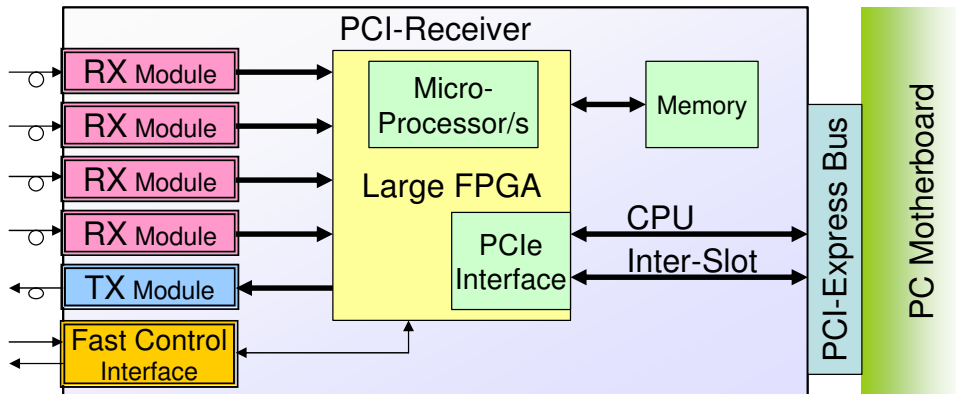 PCI-Receiver
RX Module
RX Module
RX Module
RX Module
TX Module
Fast Control
Interface
Micro-
Processor/s
Large FPGA
PCIe
Interface
Memory
CPU
Inter-Slot
PCI-Express Bus
PC Motherboard